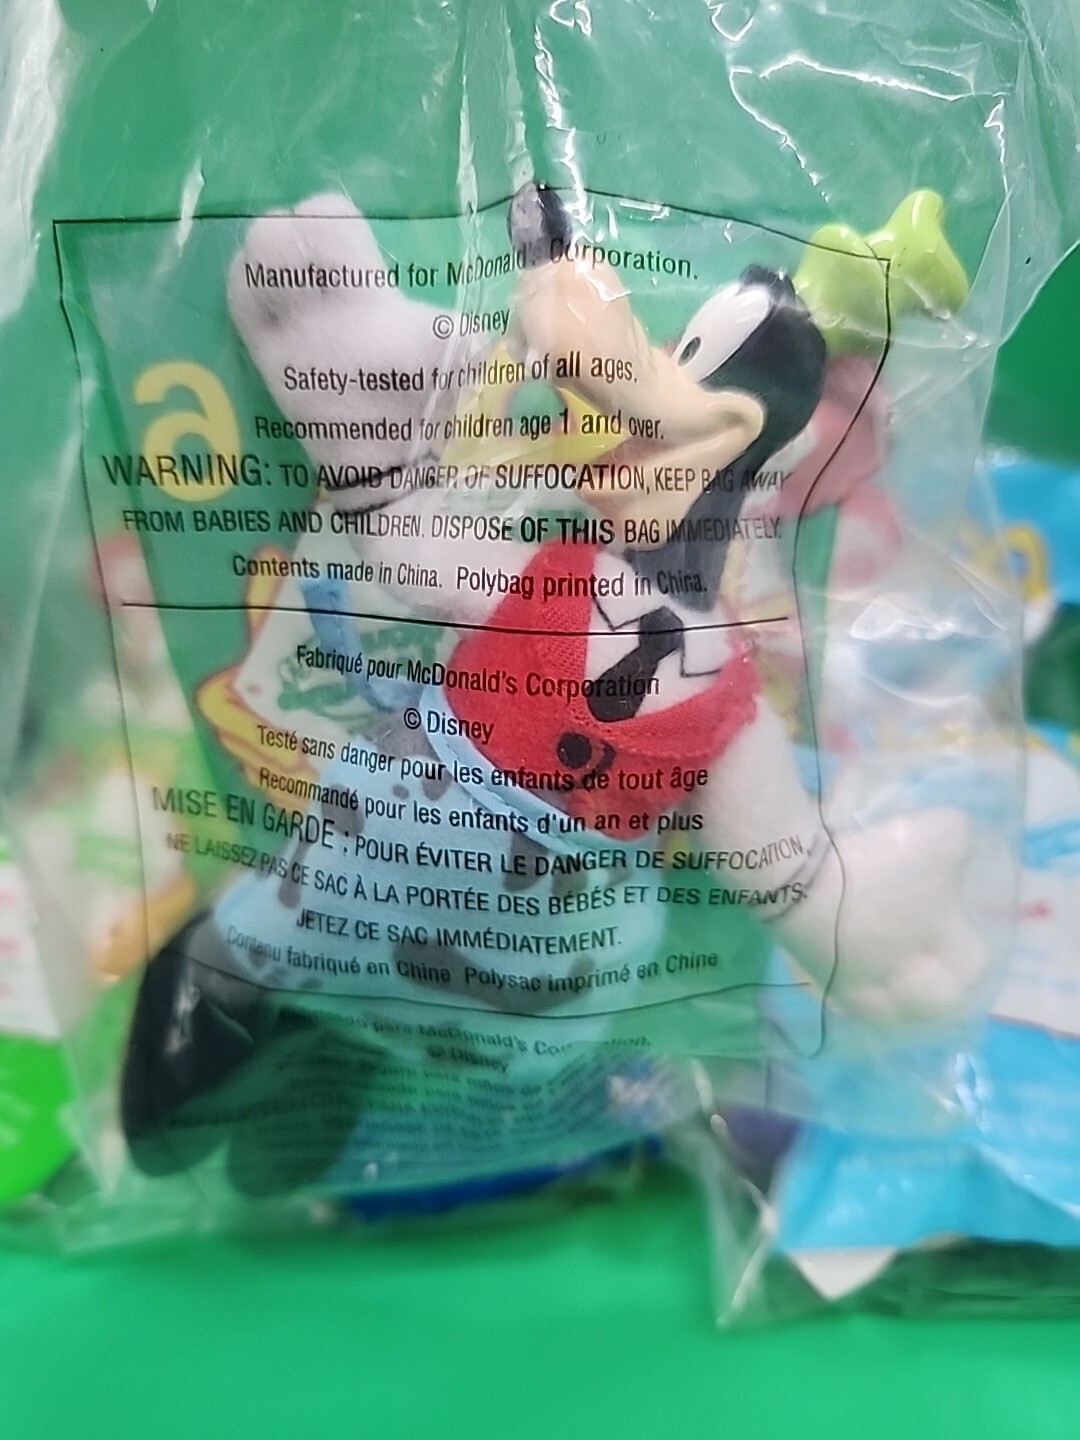 Manufactured for McDonald's Corporation.
© Disney
Safety-tested for children of all ages.
Recommended for children age 1 and over.
WARNING: TO AVOID DANGER OF SUFFOCATION, KEEP BAG AWAY
FROM BABIES AND CHILDREN. DISPOSE OF THIS BAG IMMEDIATELY.
Contents made in China. Polybag printed in China.
Fabriqué pour McDonald's Corporation
© Disney
Testé sans danger pour les enfants de tout âge
Recommandé pour les enfants d'un an et plus
MISE EN GARDE : POUR ÉVITER LE DANGER DE SUFFOCATION,
NE LAISSEZ PAS CE SAC À LA PORTÉE DES BÉBÉS ET DES ENFANTS.
JETEZ CE SAC IMMÉDIATEMENT.
Contenu fabriqué en Chine Polysac imprimé en Chine
para McDonald's
© Disney